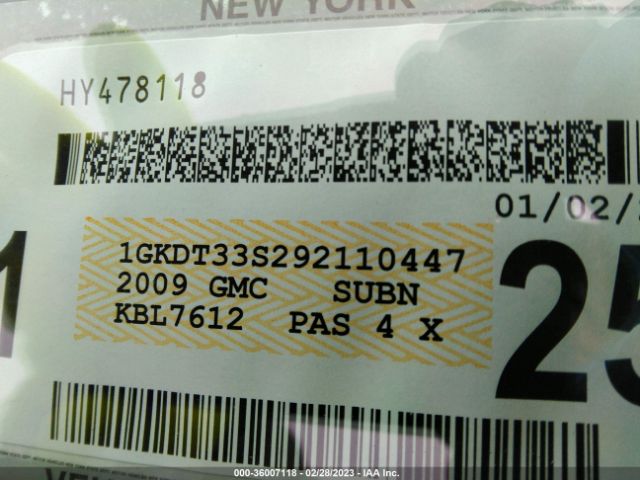 NEW YORK
HY478118
01/02/
1GKDT33S292110447
2009 GMC SUBN
KBL7612 PAS 4 X
1
25
000-36007118 - 02/28/2023 - IAA Inc.